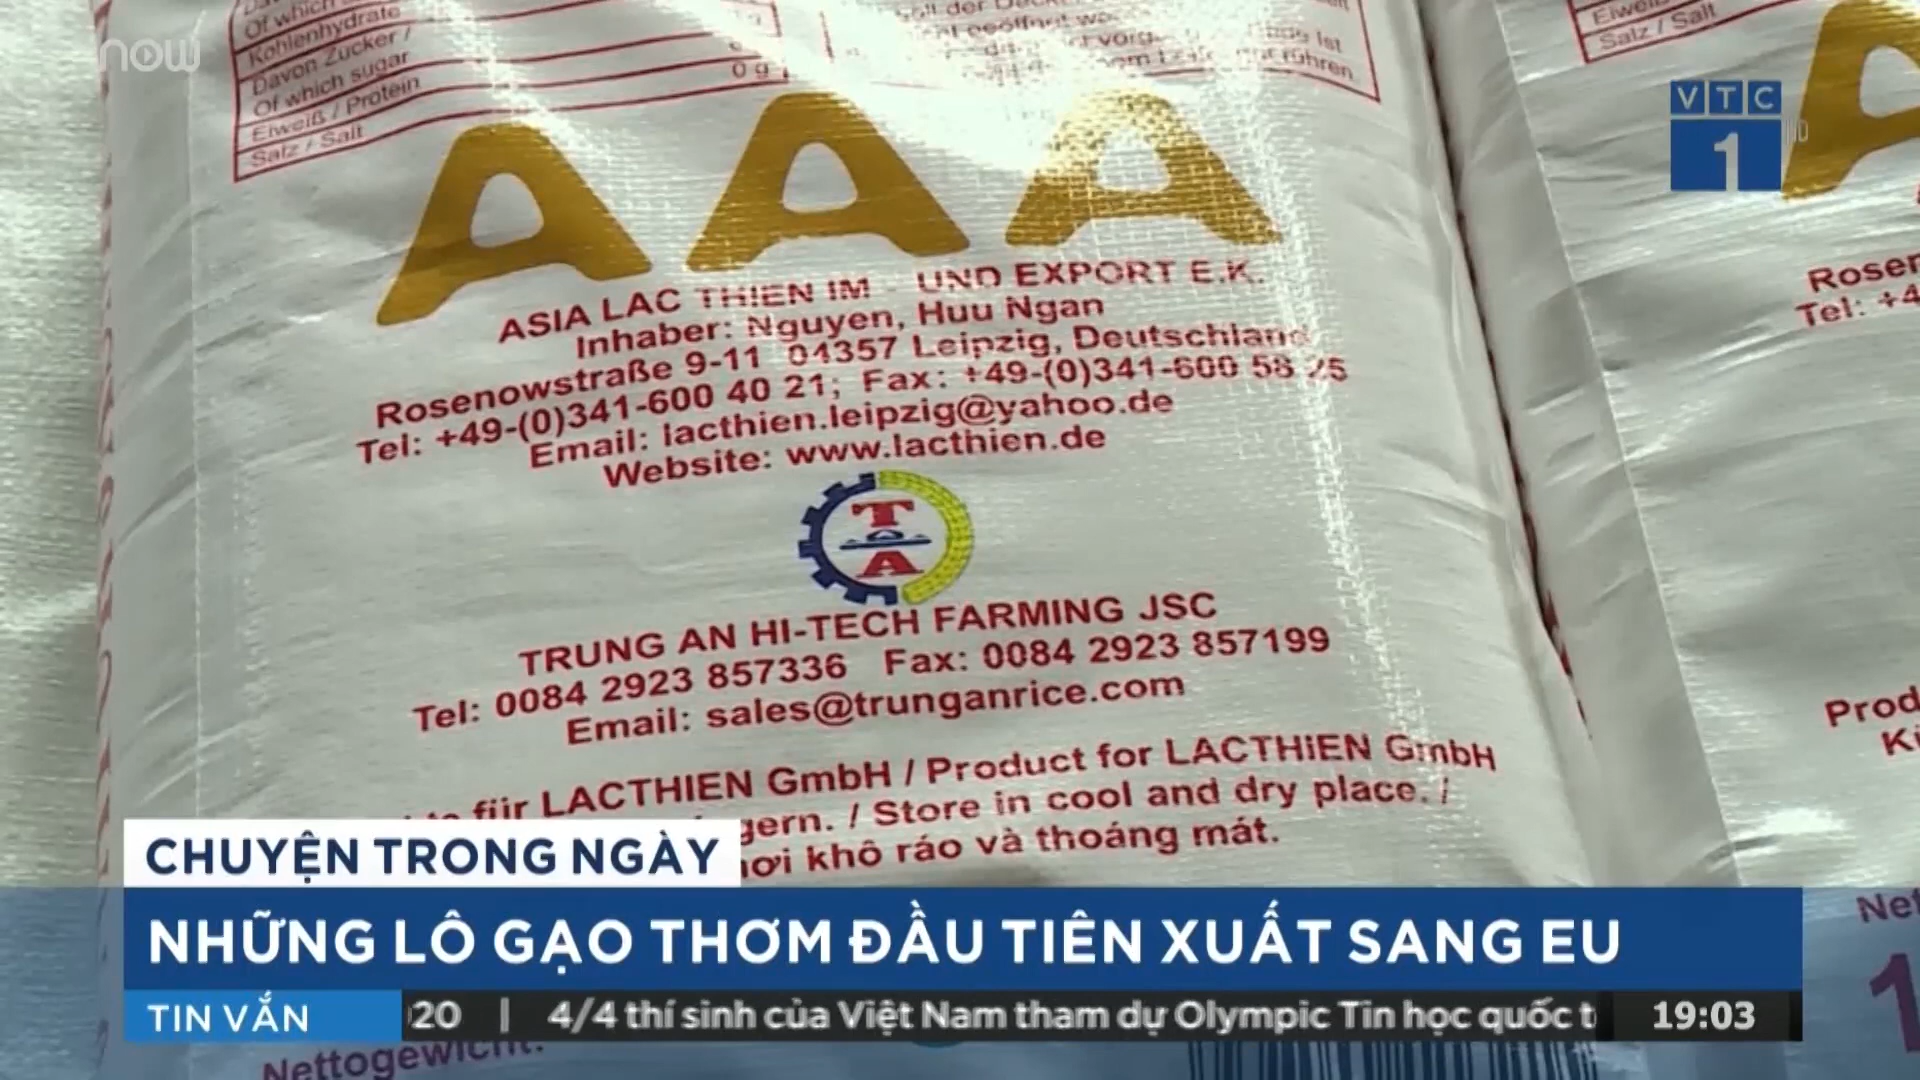 now
Of which
Kohlenhydrate
Davon Zucker /
Of which sugar
Eiweiß / Protein
Salz / Salt
0 g
Salz / Salt
VTC
1
AAA
ASIA LAC THIEN IM - UND EXPORT E.K.
Inhaber: Nguyen, Huu Ngan
Rosenowstraße 9-11 04357 Leipzig, Deutschland
Tel: +49-(0)341-600 40 21; Fax: +49-(0)341-600 58 25
Email: lacthien.leipzig@yahoo.de
Website: www.lacthien.de
T
A
TRUNG AN HI-TECH FARMING JSC
Tel: 0084 2923 857336 Fax: 0084 2923 857199
Email: sales@trunganrice.com
für LACTHIEN GmbH / Product for LACTHIEN GmbH
/ Store in cool and dry place. /
khô ráo và thoáng mát.
Tel: +4
CHUYỆN TRONG NGÀY
NHỮNG LÔ GẠO THƠM ĐẦU TIÊN XUẤT SANG EU
TIN VẮN
20 | 4/4 thí sinh của Việt Nam tham dự Olympic Tin học quốc t
19:03
Nettogewicht: